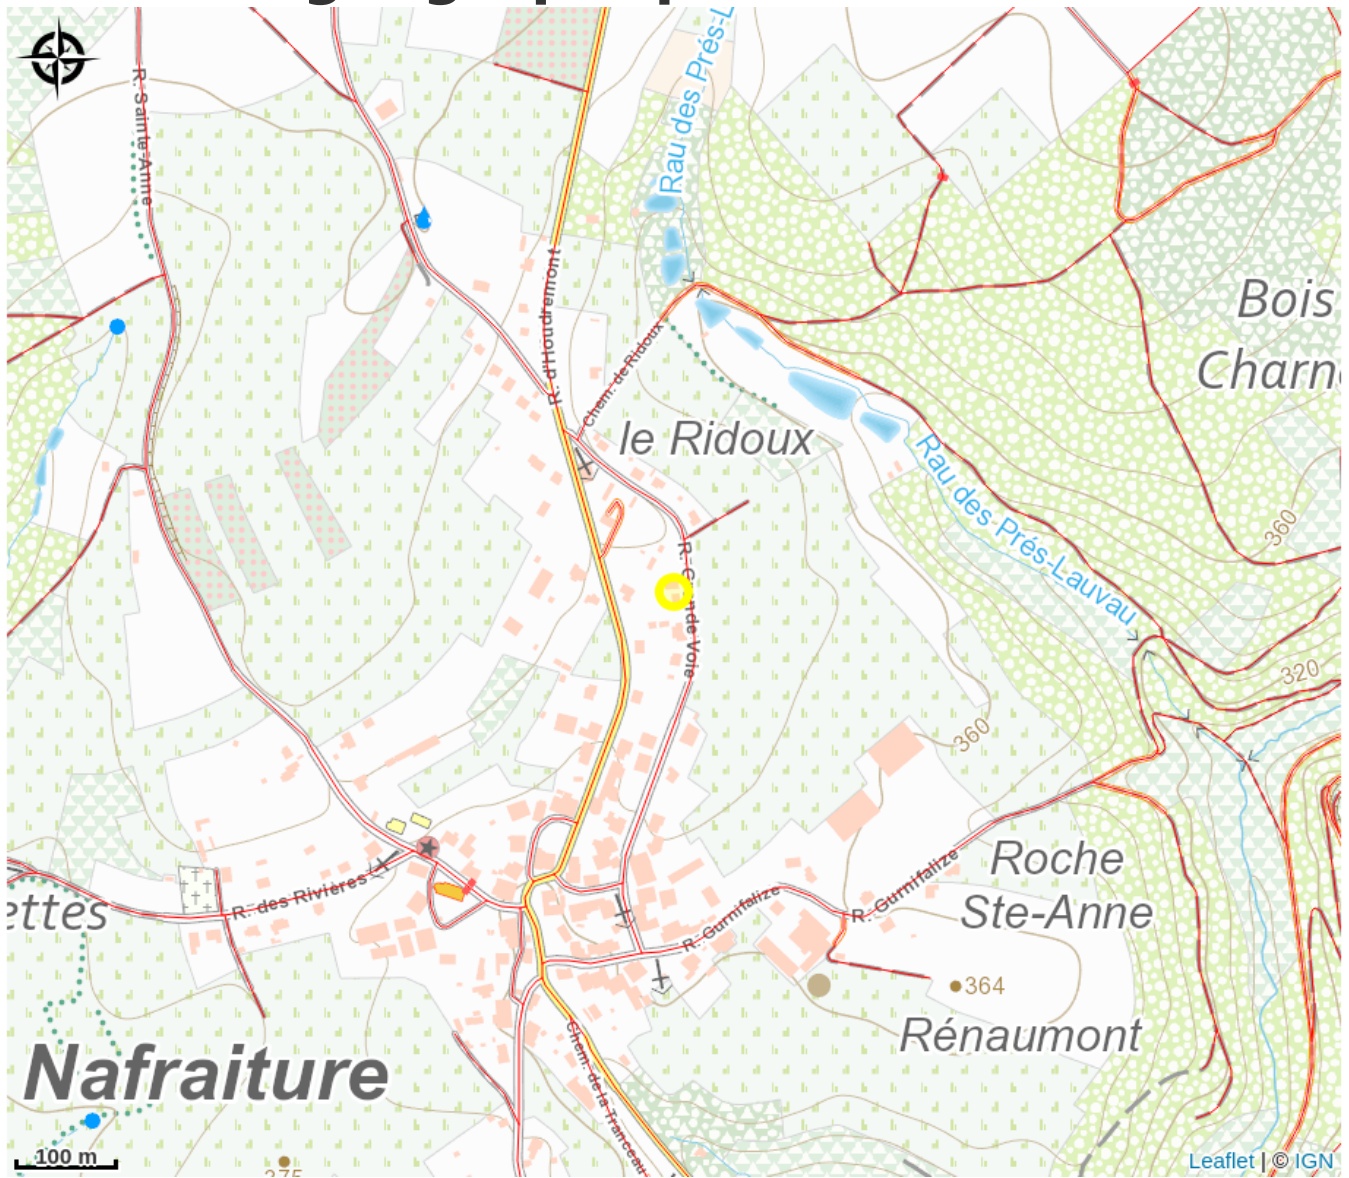 Rau des Prés-L
R. Sainte-Anne
R. d'Houdremont
Chem. de Ridoux
Bois
Charn
le Ridoux
Rau des Prés-Lauvau
360
R. Grande Voie
320
360
Roche
Ste-Anne
R. Gurnifalize
R. Gurnifalize
R. des Rivières
ettes
364
Rénaumont
Nafraiture
Chem. de la Tranceau
100 m
275
Leaflet | © IGN